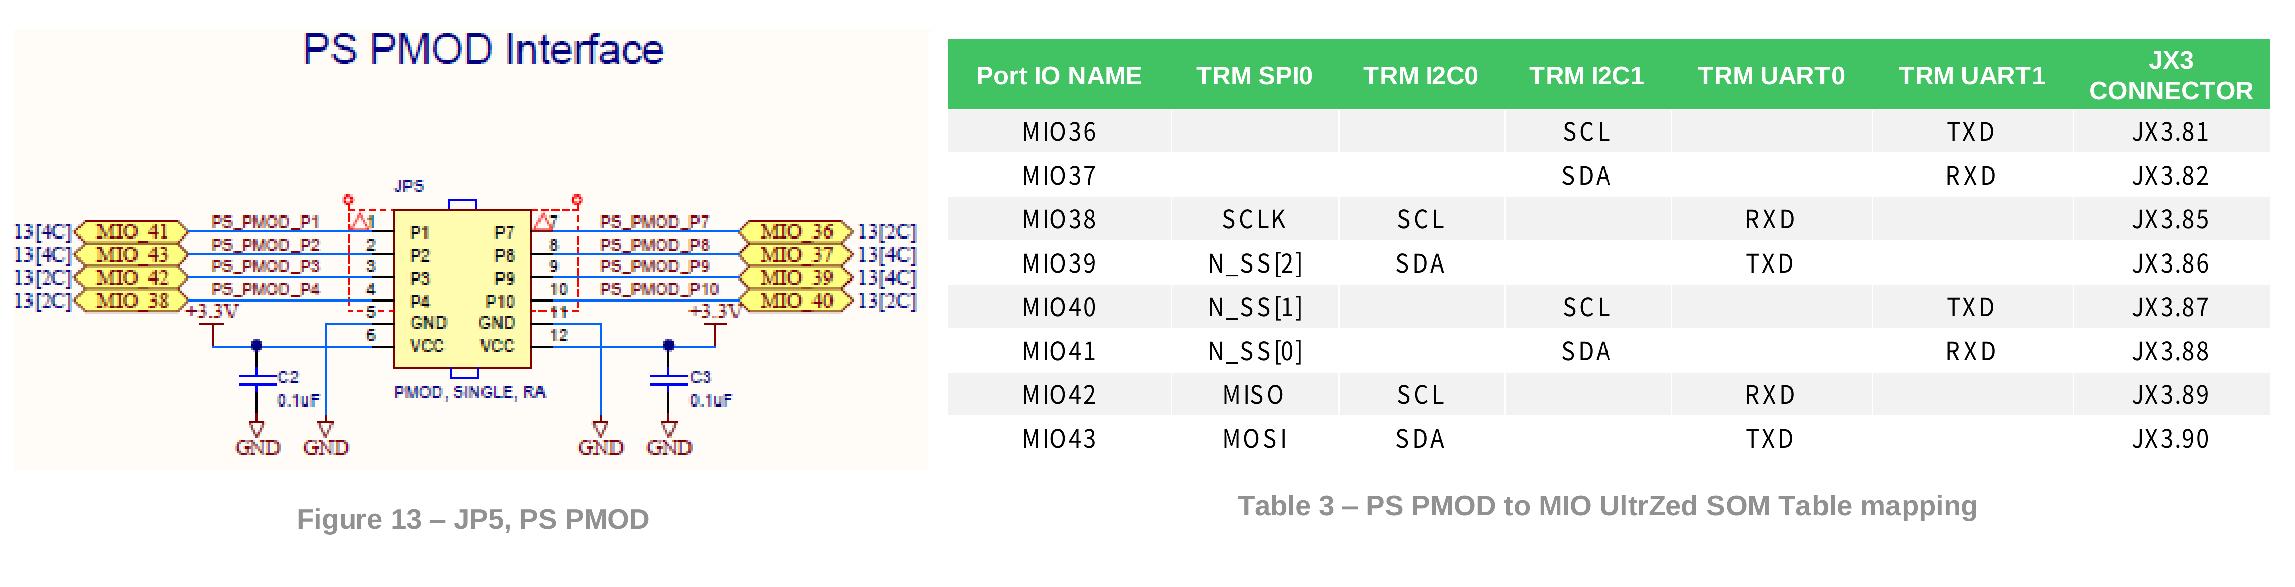 PS PMOD Interface
JP5
13[4C] MIO_41 PS_PMOD_P1 1 P1 P7 7 PS_PMOD_P7 MIO_36 13[2C]
13[4C] MIO_43 PS_PMOD_P2 2 P2 P8 8 PS_PMOD_P8 MIO_37 13[4C]
13[2C] MIO_42 PS_PMOD_P3 3 P3 P9 9 PS_PMOD_P9 MIO_39 13[4C]
13[2C] MIO_38 PS_PMOD_P4 4 P4 P10 10 PS_PMOD_P10 MIO_40 13[2C]
+3.3V 5 GND GND 11 +3.3V
6 VCC VCC 12
C2 C3
0.1uF PMOD, SINGLE, RA 0.1uF
GND GND GND GND
Figure 13 – JP5, PS PMOD
Port IO NAME TRM SPI0 TRM I2C0 TRM I2C1 TRM UART0 TRM UART1 JX3 CONNECTOR
MIO36 SCL TXD JX3.81
MIO37 SDA RXD JX3.82
MIO38 SCLK SCL RXD JX3.85
MIO39 N_SS[2] SDA TXD JX3.86
MIO40 N_SS[1] SCL TXD JX3.87
MIO41 N_SS[0] SDA RXD JX3.88
MIO42 MISO SCL RXD JX3.89
MIO43 MOSI SDA TXD JX3.90
Table 3 – PS PMOD to MIO UltrZed SOM Table mapping